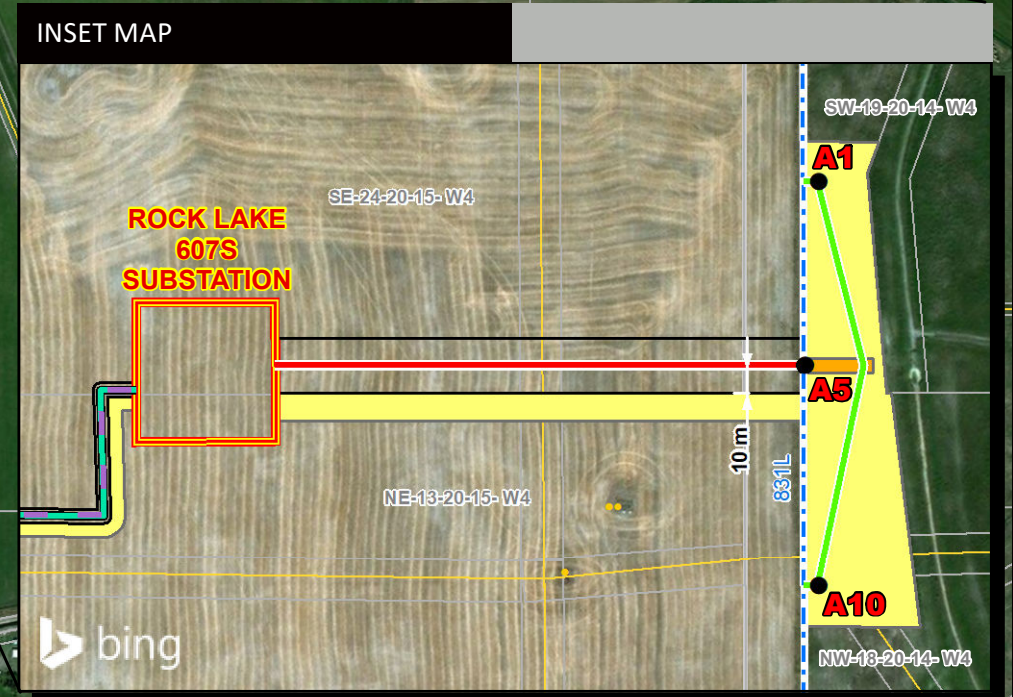 INSET MAP
SW-19-20-14- W4
A1
SE-24-20-15- W4
ROCK LAKE
607S
SUBSTATION
A5
10 m
831L
NE-13-20-15- W4
A10
bing
NW-18-20-14- W4